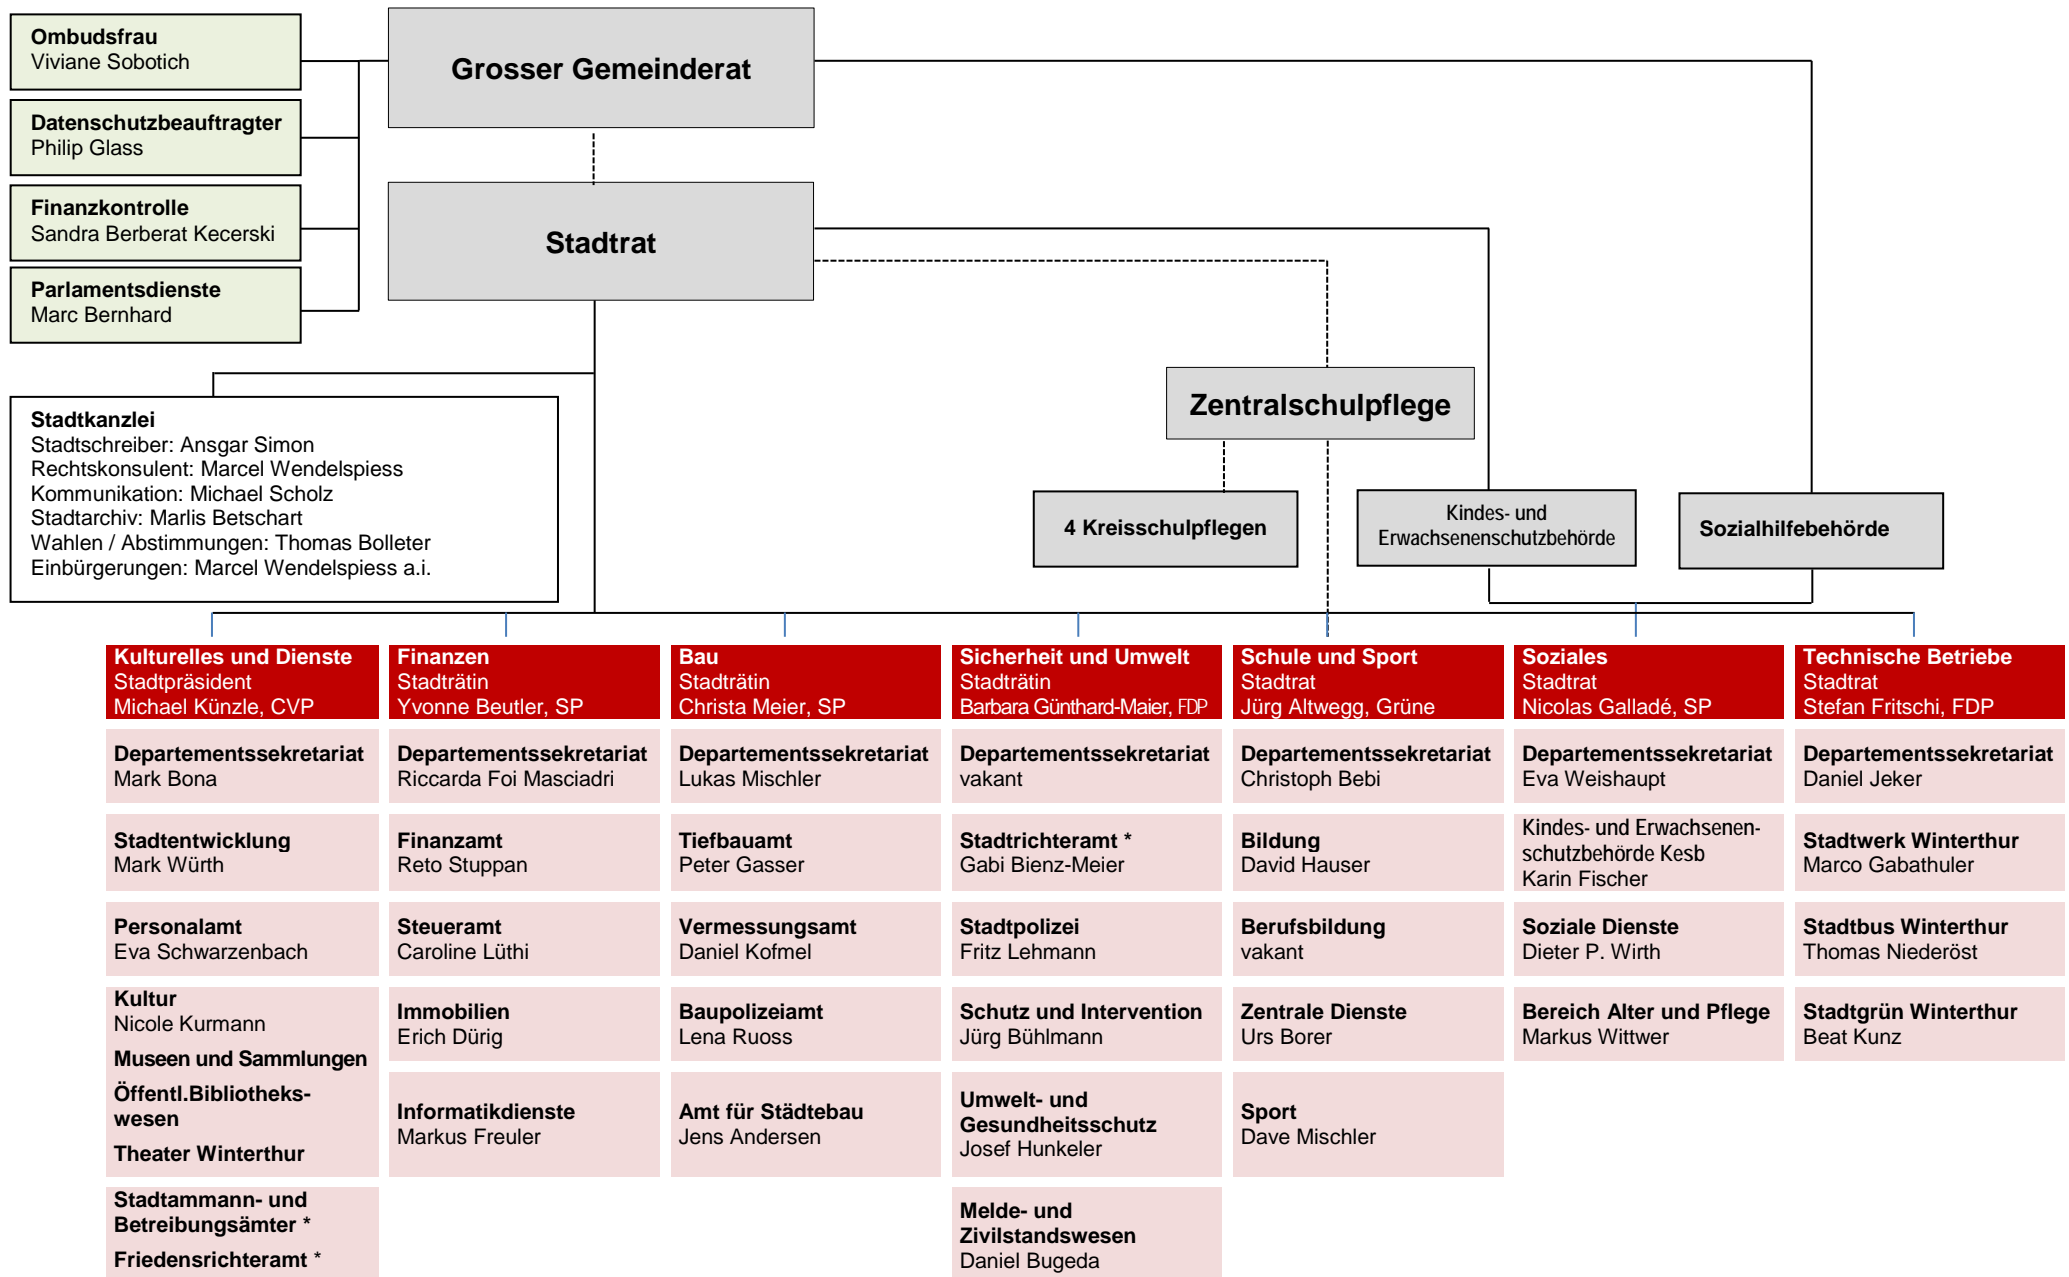 Ombudsfrau
Viviane Sobotich
Datenschutzbeauftragter
Philip Glass
Finanzkontrolle
Sandra Berberat Kecerski
Parlamentsdienste
Marc Bernhard
Grosser Gemeinderat
Stadtrat
Stadtkanzlei
Stadtschreiber: Ansgar Simon
Rechtskonsulent: Marcel Wendelspiess
Kommunikation: Michael Scholz
Stadtarchiv: Marlis Betschart
Wahlen / Abstimmungen: Thomas Bolleter
Einbürgerungen: Marcel Wendelspiess a.i.
Zentralschulpflege
4 Kreisschulpflegen
Kindes- und
Erwachsenenschutzbehörde
Sozialhilfebehörde
Kulturelles und Dienste
Stadtpräsident
Michael Künzle, CVP
Departementssekretariat
Mark Bona
Stadtentwicklung
Mark Würth
Personalamt
Eva Schwarzenbach
Kultur
Nicole Kurmann
Museen und Sammlungen
Öffentl.Bibliotheks-
wesen
Theater Winterthur
Stadtammann- und
Betreibungsämter *
Friedensrichteramt *
Finanzen
Stadträtin
Yvonne Beutler, SP
Departementssekretariat
Riccarda Foi Masciadri
Finanzamt
Reto Stuppan
Steueramt
Caroline Lüthi
Immobilien
Erich Dürig
Informatikdienste
Markus Freuler
Bau
Stadträtin
Christa Meier, SP
Departementssekretariat
Lukas Mischler
Tiefbauamt
Peter Gasser
Vermessungsamt
Daniel Kofmel
Baupolizeiamt
Lena Ruoss
Amt für Städtebau
Jens Andersen
Sicherheit und Umwelt
Stadträtin
Barbara Günthard-Maier, FDP
Departementssekretariat
vakant
Stadtrichteramt *
Gabi Bienz-Meier
Stadtpolizei
Fritz Lehmann
Schutz und Intervention
Jürg Bühlmann
Umwelt- und
Gesundheitsschutz
Josef Hunkeler
Melde- und
Zivilstandswesen
Daniel Bugeda
Schule und Sport
Stadtrat
Jürg Altwegg, Grüne
Departementssekretariat
Christoph Bebi
Bildung
David Hauser
Berufsbildung
vakant
Zentrale Dienste
Urs Borer
Sport
Dave Mischler
Soziales
Stadtrat
Nicolas Galladé, SP
Departementssekretariat
Eva Weishaupt
Kindes- und Erwachsenen-
schutzbehörde Kesb
Karin Fischer
Soziale Dienste
Dieter P. Wirth
Bereich Alter und Pflege
Markus Wittwer
Technische Betriebe
Stadtrat
Stefan Fritschi, FDP
Departementssekretariat
Daniel Jeker
Stadtwerk Winterthur
Marco Gabathuler
Stadtbus Winterthur
Thomas Niederöst
Stadtgrün Winterthur
Beat Kunz